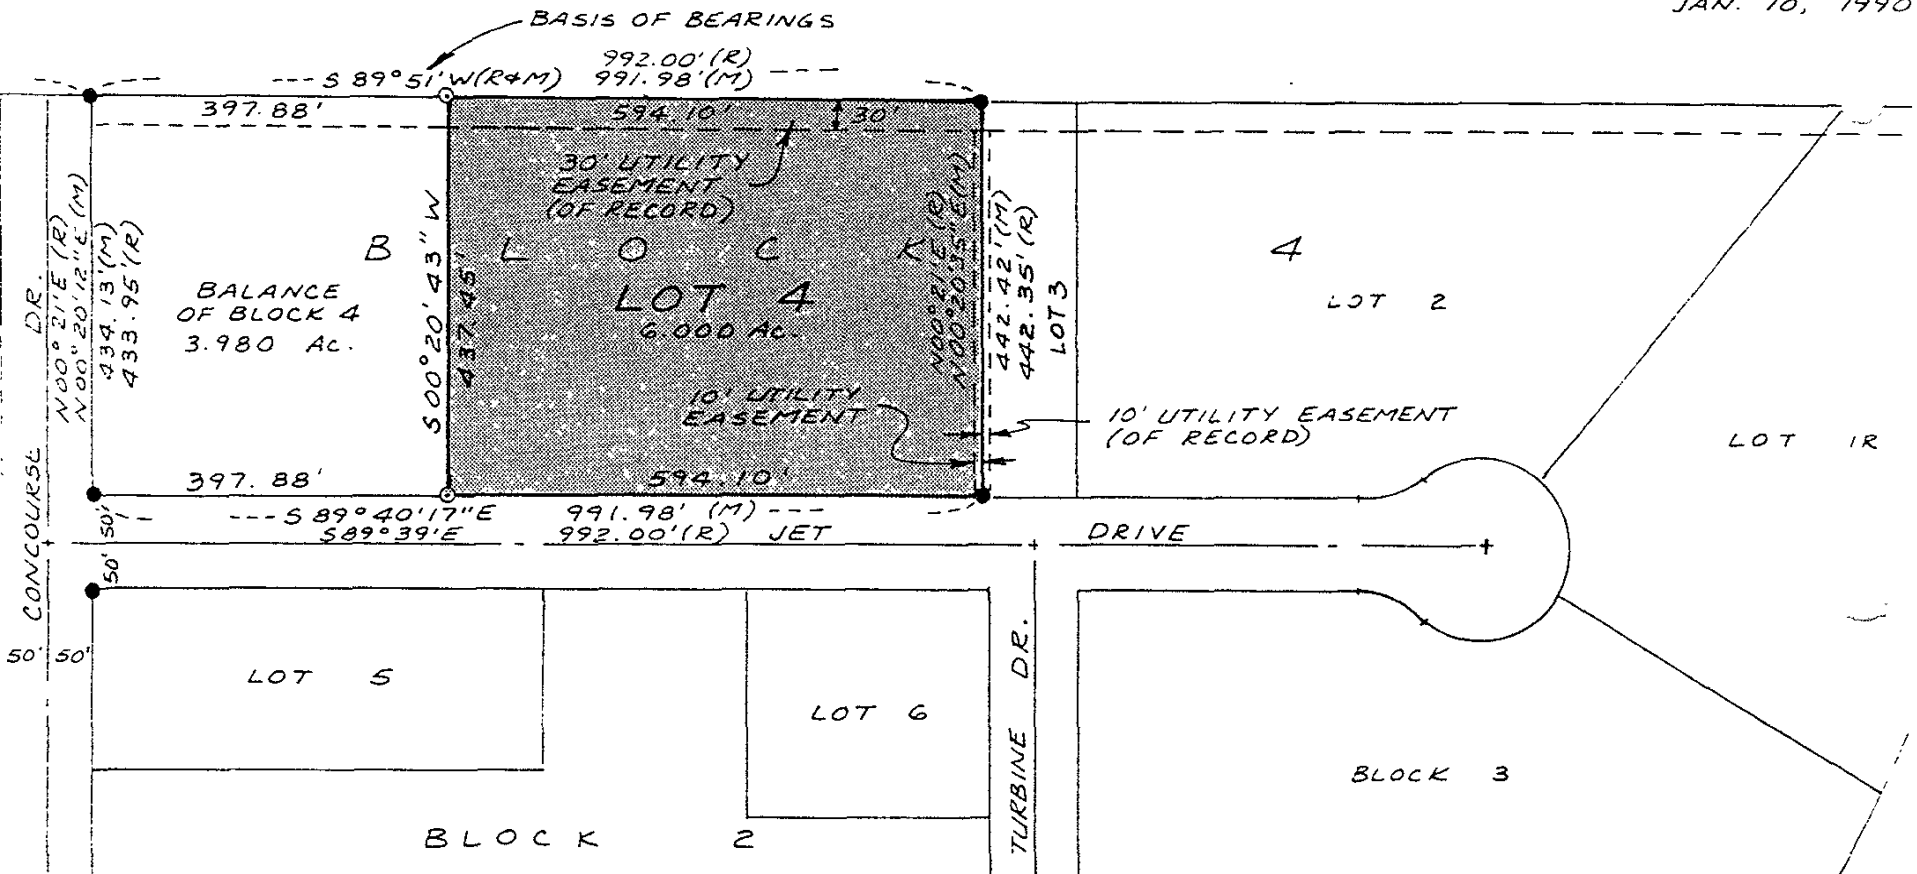 JAN. 10, 1990
BASIS OF BEARINGS
992.00'(R)
--- S 89°51'W(R&M) 991.98'(M) ---
397.88'
594.10'
30'
30' UTILITY
EASEMENT
(OF RECORD)
CONCOURSE DR.
N00°21'E (R)
N00°20'12"E (M)
434.13'(M)
433.95'(R)
BALANCE
OF BLOCK 4
3.980 AC.
S00°20'43"W
437.45'
BLOCK 4
LOT 4
6.000 AC.
N00°21'E (R)
N00°20'35"E(M)
442.42'(M)
442.35'(R)
LOT 3
LOT 2
LOT 1R
10' UTILITY
EASEMENT
10' UTILITY EASEMENT
(OF RECORD)
397.88'
594.10'
--- S 89°40'17"E 991.98' (M) ---
S89°39'E 992.00'(R)
JET DRIVE
50'
50'
50' 50'
LOT 5
LOT 6
TURBINE DR.
BLOCK 3
BLOCK 2